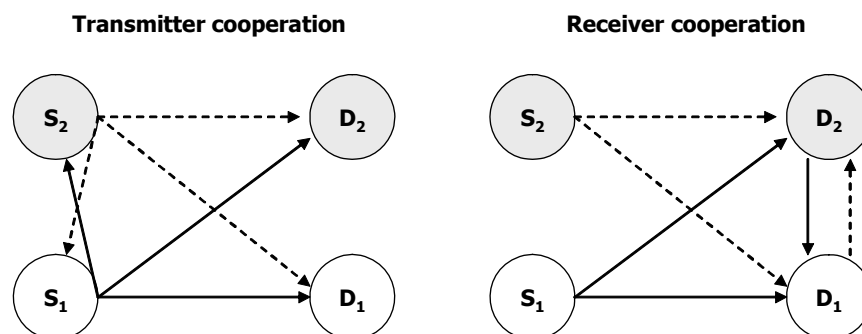 Transmitter cooperation
Receiver cooperation
S₂ D₂ S₂ D₂
S₁ D₁ S₁ D₁